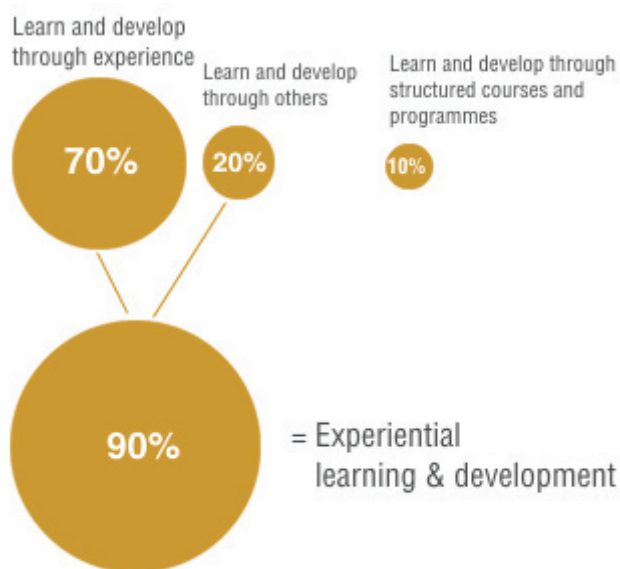 Learn and develop
through experience
70%
Learn and develop
through others
20%
Learn and develop through
structured courses and
programmes
10%
90%
= Experiential
learning & development